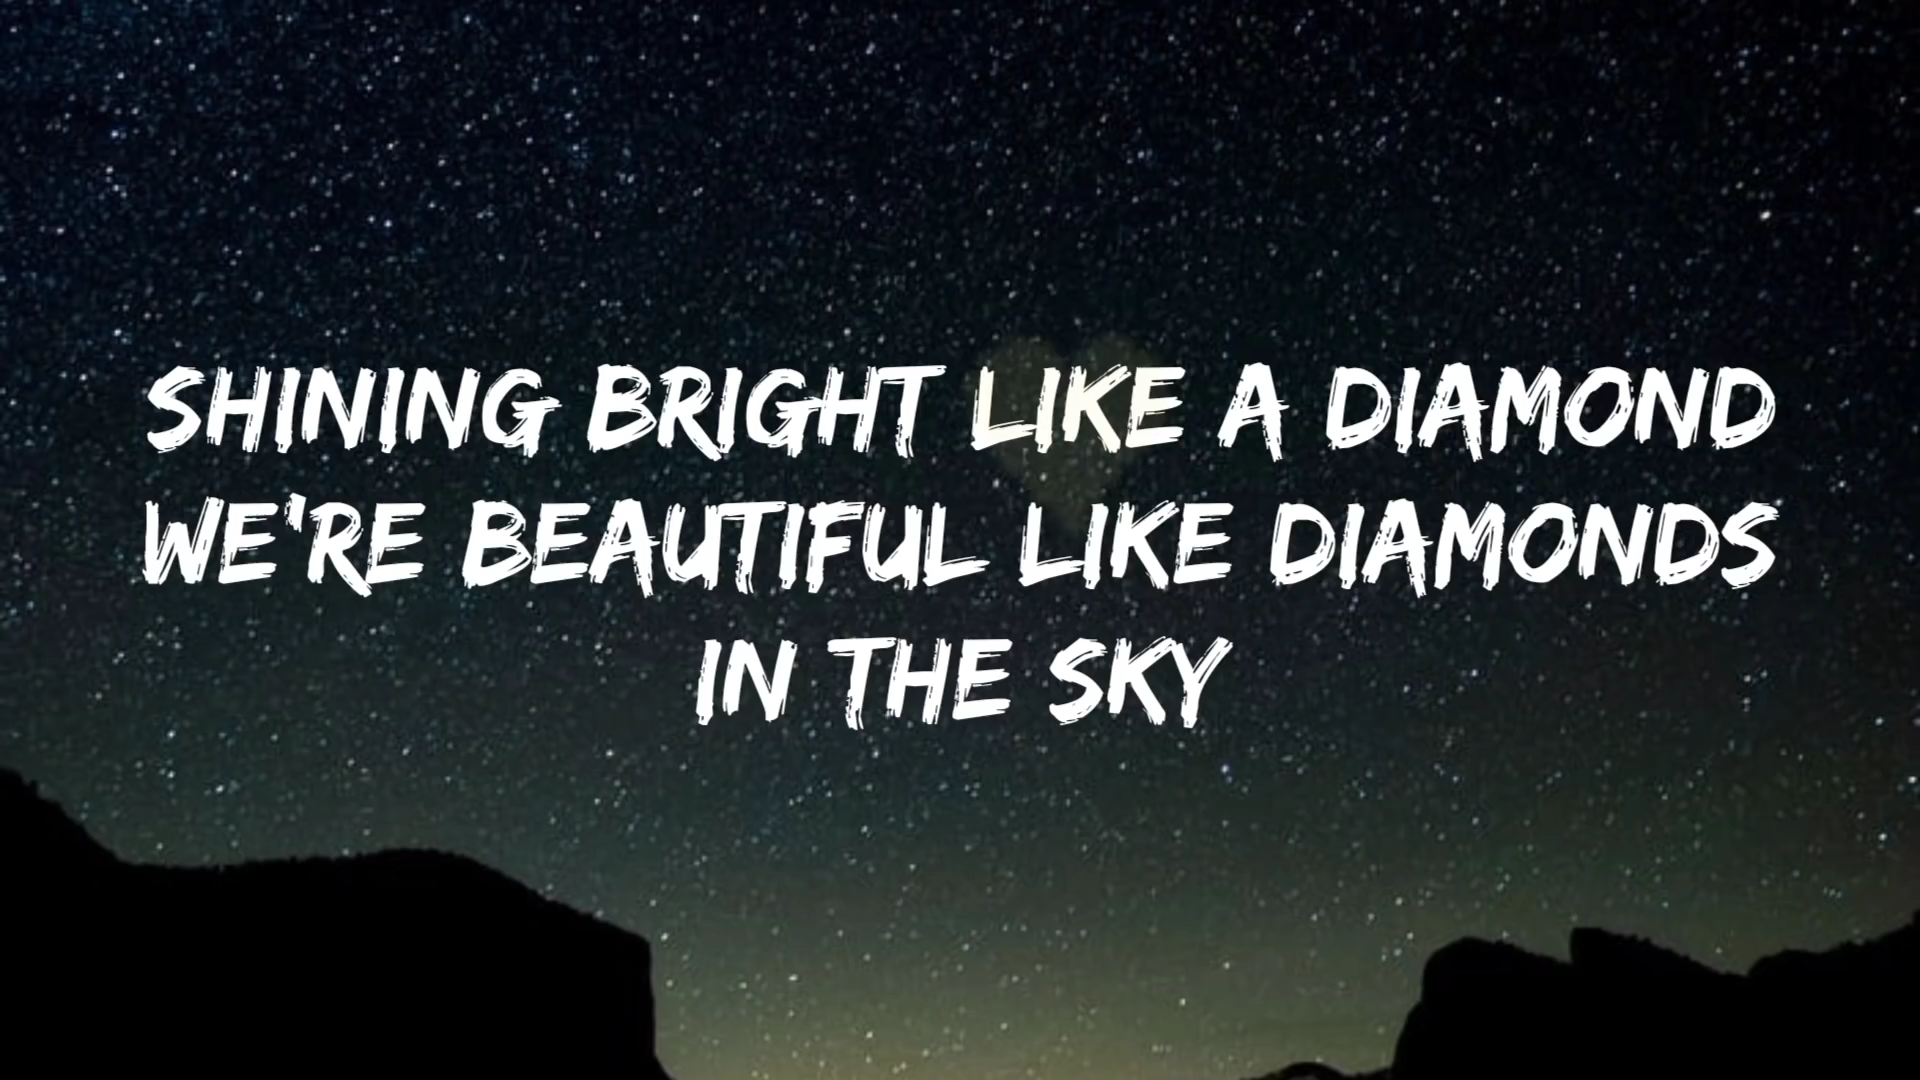 SHINING BRIGHT LIKE A DIAMOND
WE'RE BEAUTIFUL LIKE DIAMONDS
IN THE SKY